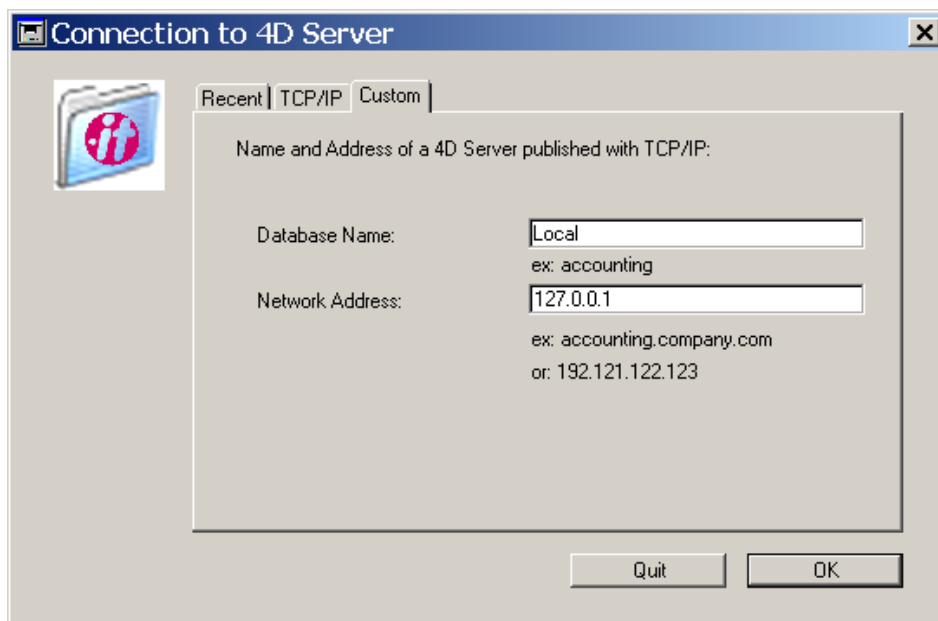 Connection to 4D Server
Recent TCP/IP Custom
.it
Name and Address of a 4D Server published with TCP/IP:
Database Name: Local
ex: accounting
Network Address: 127.0.0.1
ex: accounting.company.com
or: 192.121.122.123
Quit OK